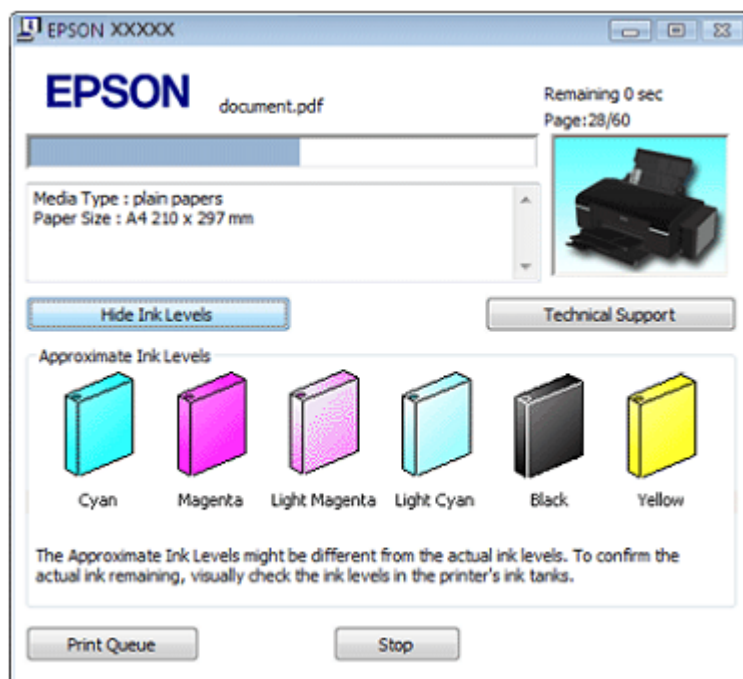 EPSON XXXXX
EPSON
document.pdf
Remaining 0 sec
Page:28/60
Media Type : plain papers
Paper Size : A4 210 x 297 mm
Hide Ink Levels
Technical Support
Approximate Ink Levels
Cyan
Magenta
Light Magenta
Light Cyan
Black
Yellow
The Approximate Ink Levels might be different from the actual ink levels. To confirm the
actual ink remaining, visually check the ink levels in the printer's ink tanks.
Print Queue
Stop